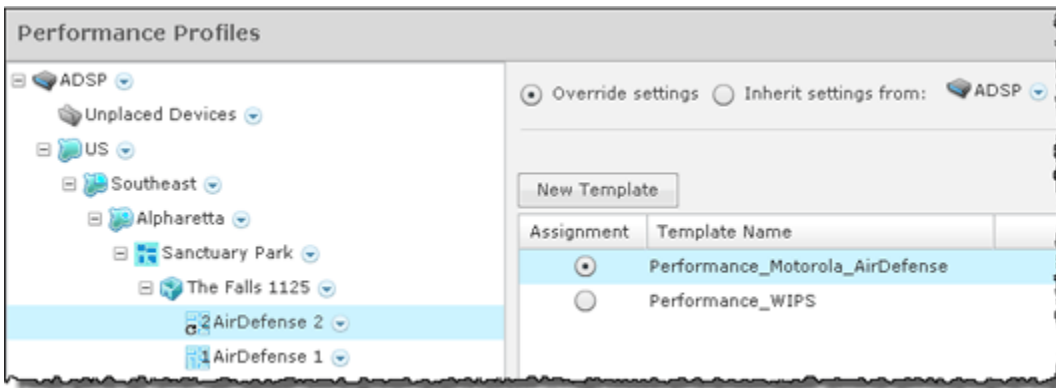 Performance Profiles
ADSP
Unplaced Devices
US
Southeast
Alpharetta
Sanctuary Park
The Falls 1125
2 AirDefense 2
1 AirDefense 1
Override settings Inherit settings from: ADSP
New Template
Assignment Template Name
Performance_Motorola_AirDefense
Performance_WIPS